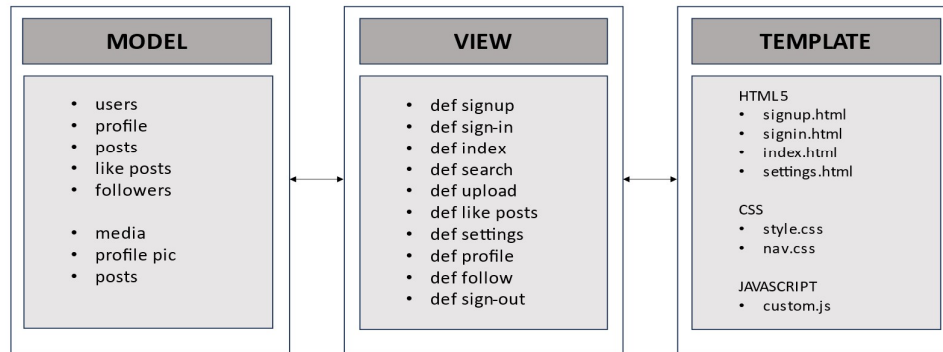 MODEL
• users
• profile
• posts
• like posts
• followers
• media
• profile pic
• posts
VIEW
• def signup
• def sign-in
• def index
• def search
• def upload
• def like posts
• def settings
• def profile
• def follow
• def sign-out
TEMPLATE
HTML5
• signup.html
• signin.html
• index.html
• settings.html
CSS
• style.css
• nav.css
JAVASCRIPT
• custom.js